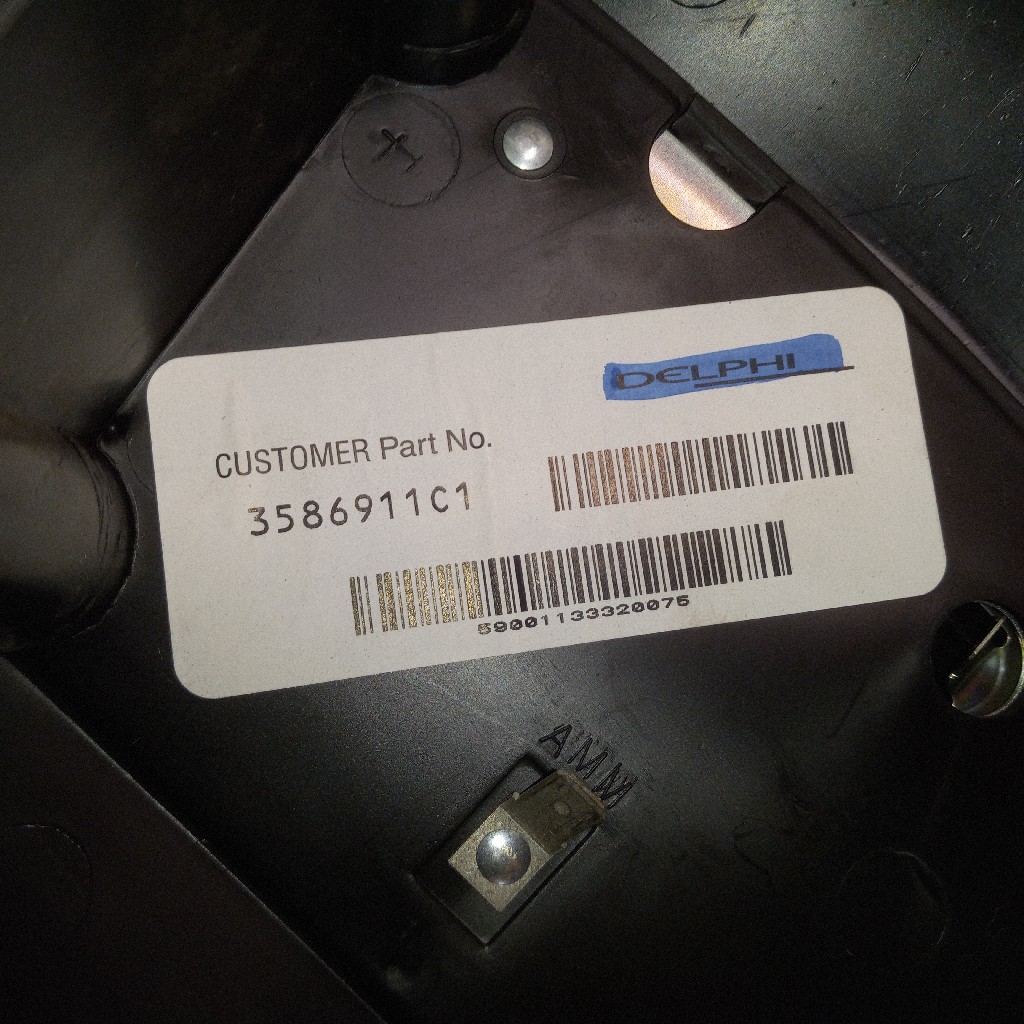 DELPHI
CUSTOMER Part No.
3586911C1
59001133320075
AMM